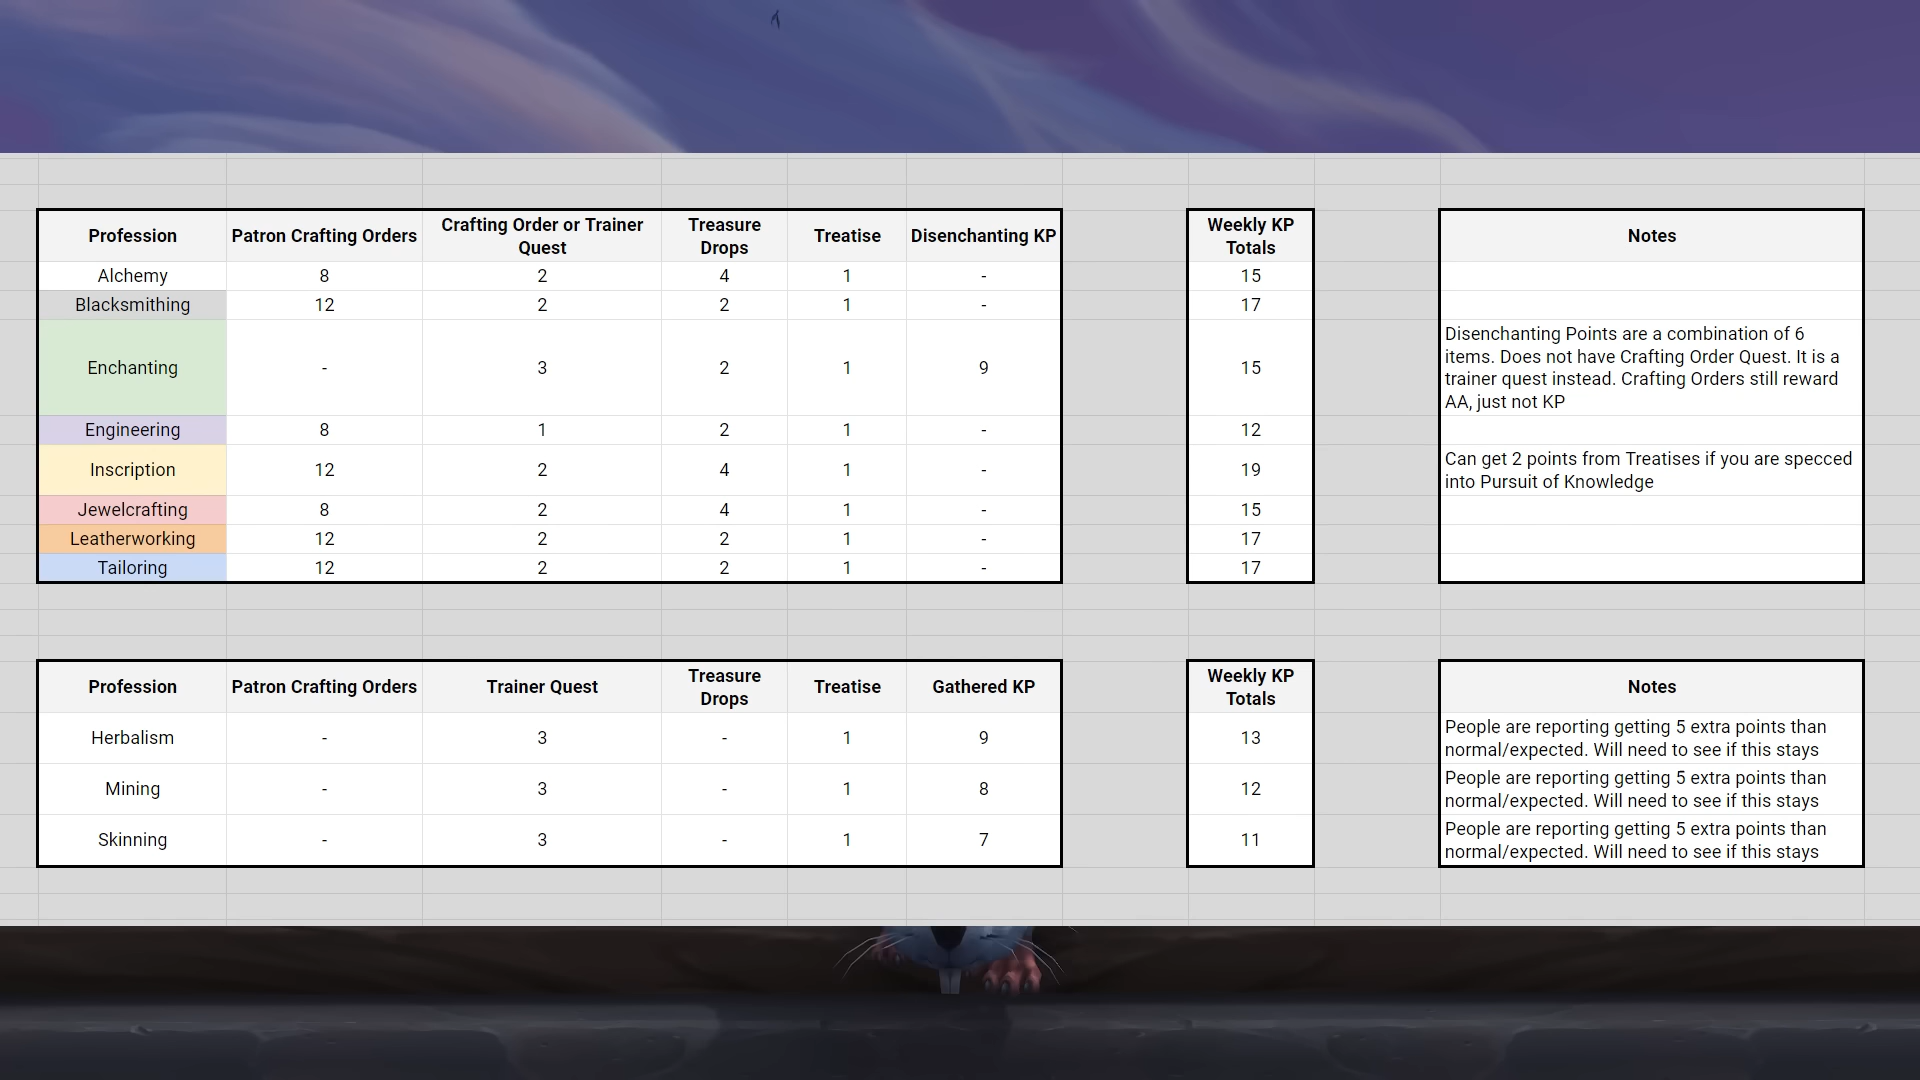 Profession Patron Crafting Orders Crafting Order or Trainer Quest Treasure Drops Treatise Disenchanting KP Weekly KP Totals Notes
Alchemy 8 2 4 1 - 15
Blacksmithing 12 2 2 1 - 17
Enchanting - 3 2 1 9 15
Disenchanting Points are a combination of 6
items. Does not have Crafting Order Quest. It is a
trainer quest instead. Crafting Orders still reward
AA, just not KP
Engineering 8 1 2 1 - 12
Inscription 12 2 4 1 - 19
Can get 2 points from Treatises if you are specced
into Pursuit of Knowledge
Jewelcrafting 8 2 4 1 - 15
Leatherworking 12 2 2 1 - 17
Tailoring 12 2 2 1 - 17
Profession Patron Crafting Orders Trainer Quest Treasure Drops Treatise Gathered KP Weekly KP Totals Notes
Herbalism - 3 - 1 9 13
People are reporting getting 5 extra points than
normal/expected. Will need to see if this stays
Mining - 3 - 1 8 12
People are reporting getting 5 extra points than
normal/expected. Will need to see if this stays
Skinning - 3 - 1 7 11
People are reporting getting 5 extra points than
normal/expected. Will need to see if this stays